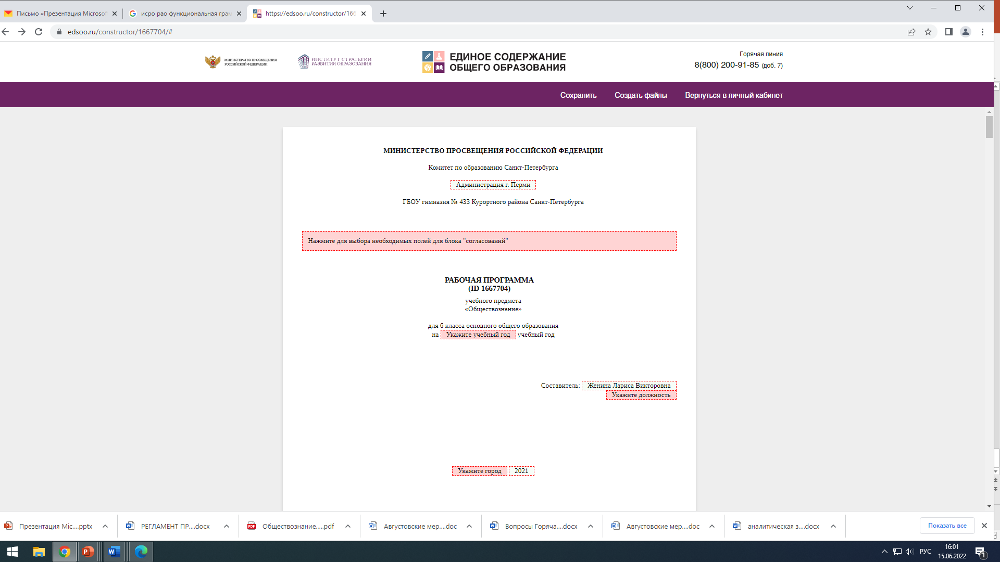 Письмо «Презентация Microsof
исро рао функциональная грам
https://edsoo.ru/constructor/166
edsoo.ru/constructor/1667704/#
МИНИСТЕРСТВО ПРОСВЕЩЕНИЯ
РОССИЙСКОЙ ФЕДЕРАЦИИ
ИНСТИТУТ СТРАТЕГИИ
РАЗВИТИЯ ОБРАЗОВАНИЯ
ЕДИНОЕ СОДЕРЖАНИЕ
ОБЩЕГО ОБРАЗОВАНИЯ
Горячая линия
8(800) 200-91-85 (доб. 7)
Сохранить Создать файлы Вернуться в личный кабинет
МИНИСТЕРСТВО ПРОСВЕЩЕНИЯ РОССИЙСКОЙ ФЕДЕРАЦИИ
Комитет по образованию Санкт-Петербурга
Администрация г. Перми
ГБОУ гимназия № 433 Курортного района Санкт-Петербурга
Нажмите для выбора необходимых полей для блока "согласований"
РАБОЧАЯ ПРОГРАММА
(ID 1667704)
учебного предмета
«Обществознание»
для 6 класса основного общего образования
на Укажите учебный год учебный год
Составитель: Женина Лариса Викторовна
Укажите должность
Укажите город 2021
Презентация Mic....pptx
РЕГЛАМЕНТ ПР....docx
PDF
Обществознание.....pdf
Августовские мер....doc
Вопросы Горяча....docx
Августовские мер....doc
аналитическая з....docx
Показать все
РУС
16:01
15.06.2022
1